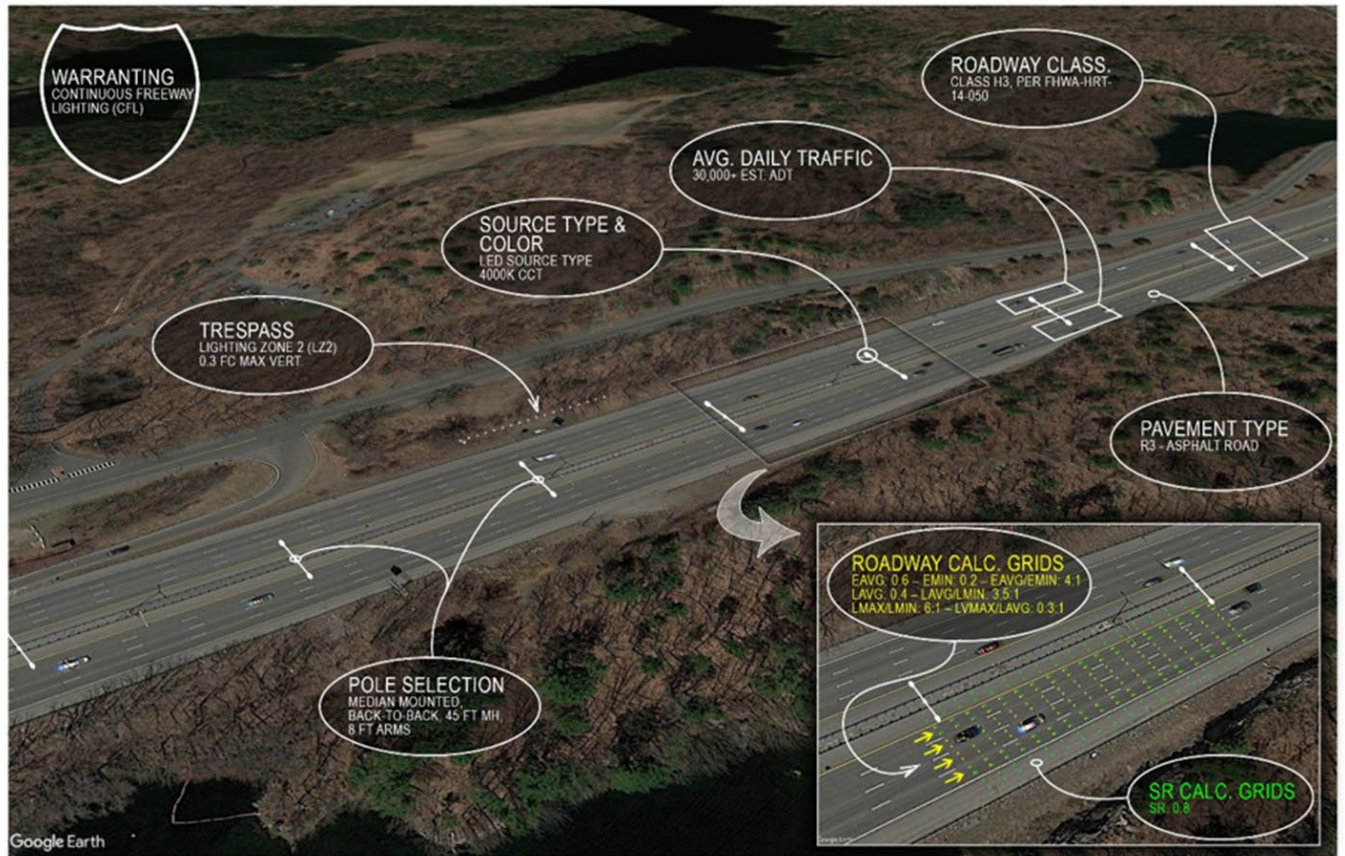 WARRANTING
CONTINUOUS FREEWAY
LIGHTING (CFL)
ROADWAY CLASS.
CLASS H3, PER FHWA-HRT-
14-050
AVG. DAILY TRAFFIC
30,000+ EST. ADT
SOURCE TYPE &
COLOR
LED SOURCE TYPE
4000K CCT
TRESPASS
LIGHTING ZONE 2 (LZ2)
0.3 FC MAX VERT.
PAVEMENT TYPE
R3 - ASPHALT ROAD
POLE SELECTION
MEDIAN MOUNTED,
BACK-TO-BACK, 45 FT MH,
8 FT ARMS
ROADWAY CALC. GRIDS
EAVG: 0.6 – EMIN: 0.2 – EAVG/EMIN: 4:1
LAVG: 0.4 – LAVG/LMIN: 3.5:1
LMAX/LMIN: 6:1 – LVMAX/LAVG: 0.3:1
SR CALC. GRIDS
SR: 0.8
Google Earth
Google Earth